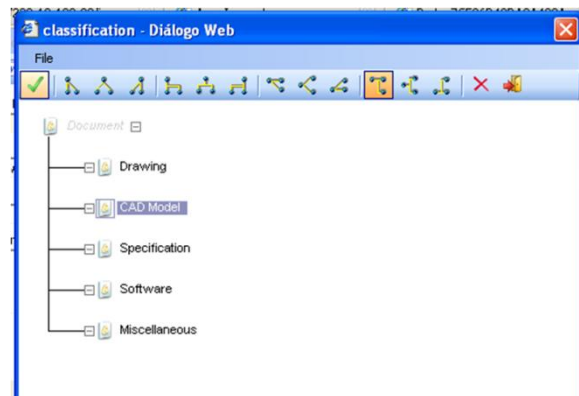 classification - Diálogo Web
File
Document
Drawing
CAD Model
Specification
Software
Miscellaneous